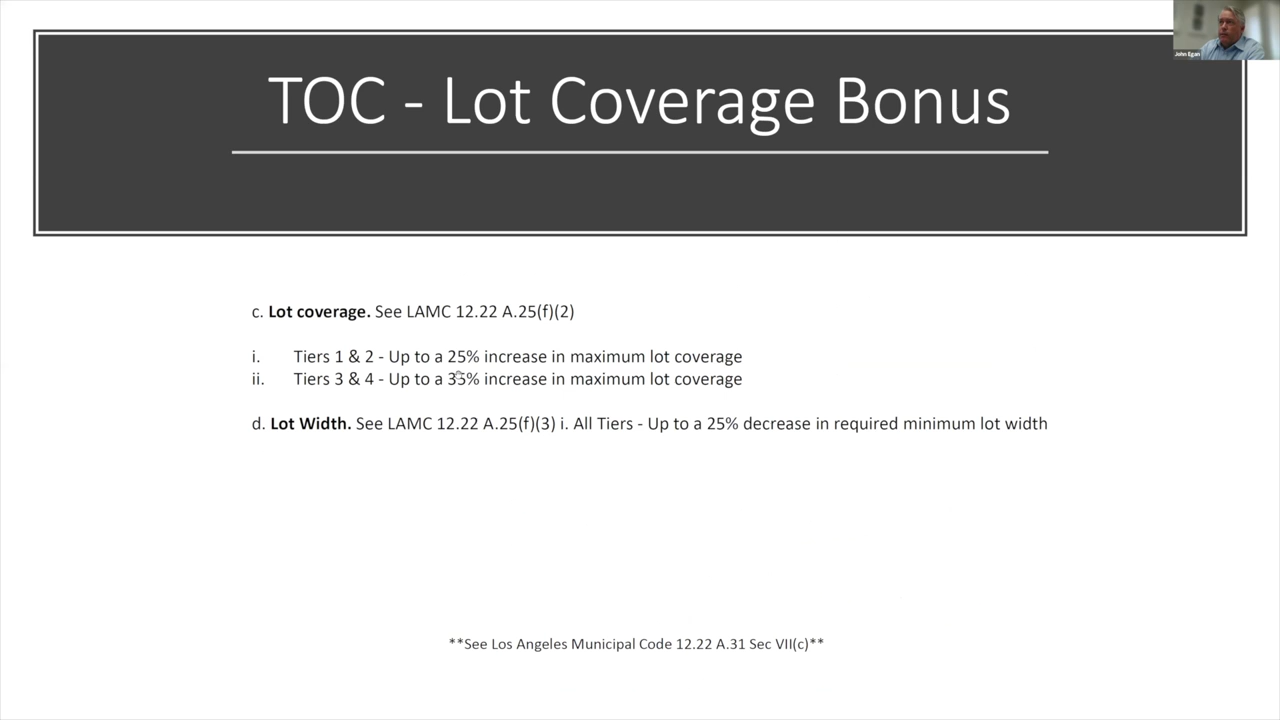 John Egan
TOC - Lot Coverage Bonus
c. Lot coverage. See LAMC 12.22 A.25(f)(2)
i. Tiers 1 & 2 - Up to a 25% increase in maximum lot coverage
ii. Tiers 3 & 4 - Up to a 35% increase in maximum lot coverage
d. Lot Width. See LAMC 12.22 A.25(f)(3) i. All Tiers - Up to a 25% decrease in required minimum lot width
**See Los Angeles Municipal Code 12.22 A.31 Sec VII(c)**